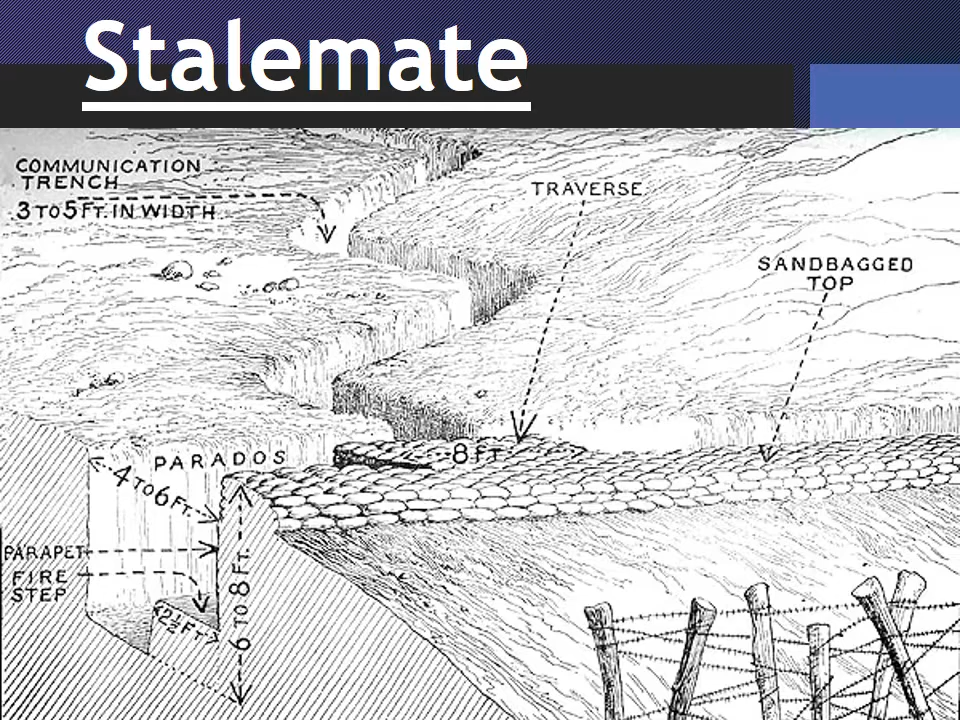 Stalemate
COMMUNICATION
TRENCH
3 TO 5 FT. IN WIDTH
TRAVERSE
SANDBAGGED
TOP
8 FT.
PARADOS
4 TO 6 FT.
PARAPET
FIRE
STEP
2½ FT.
6 TO 8 FT.